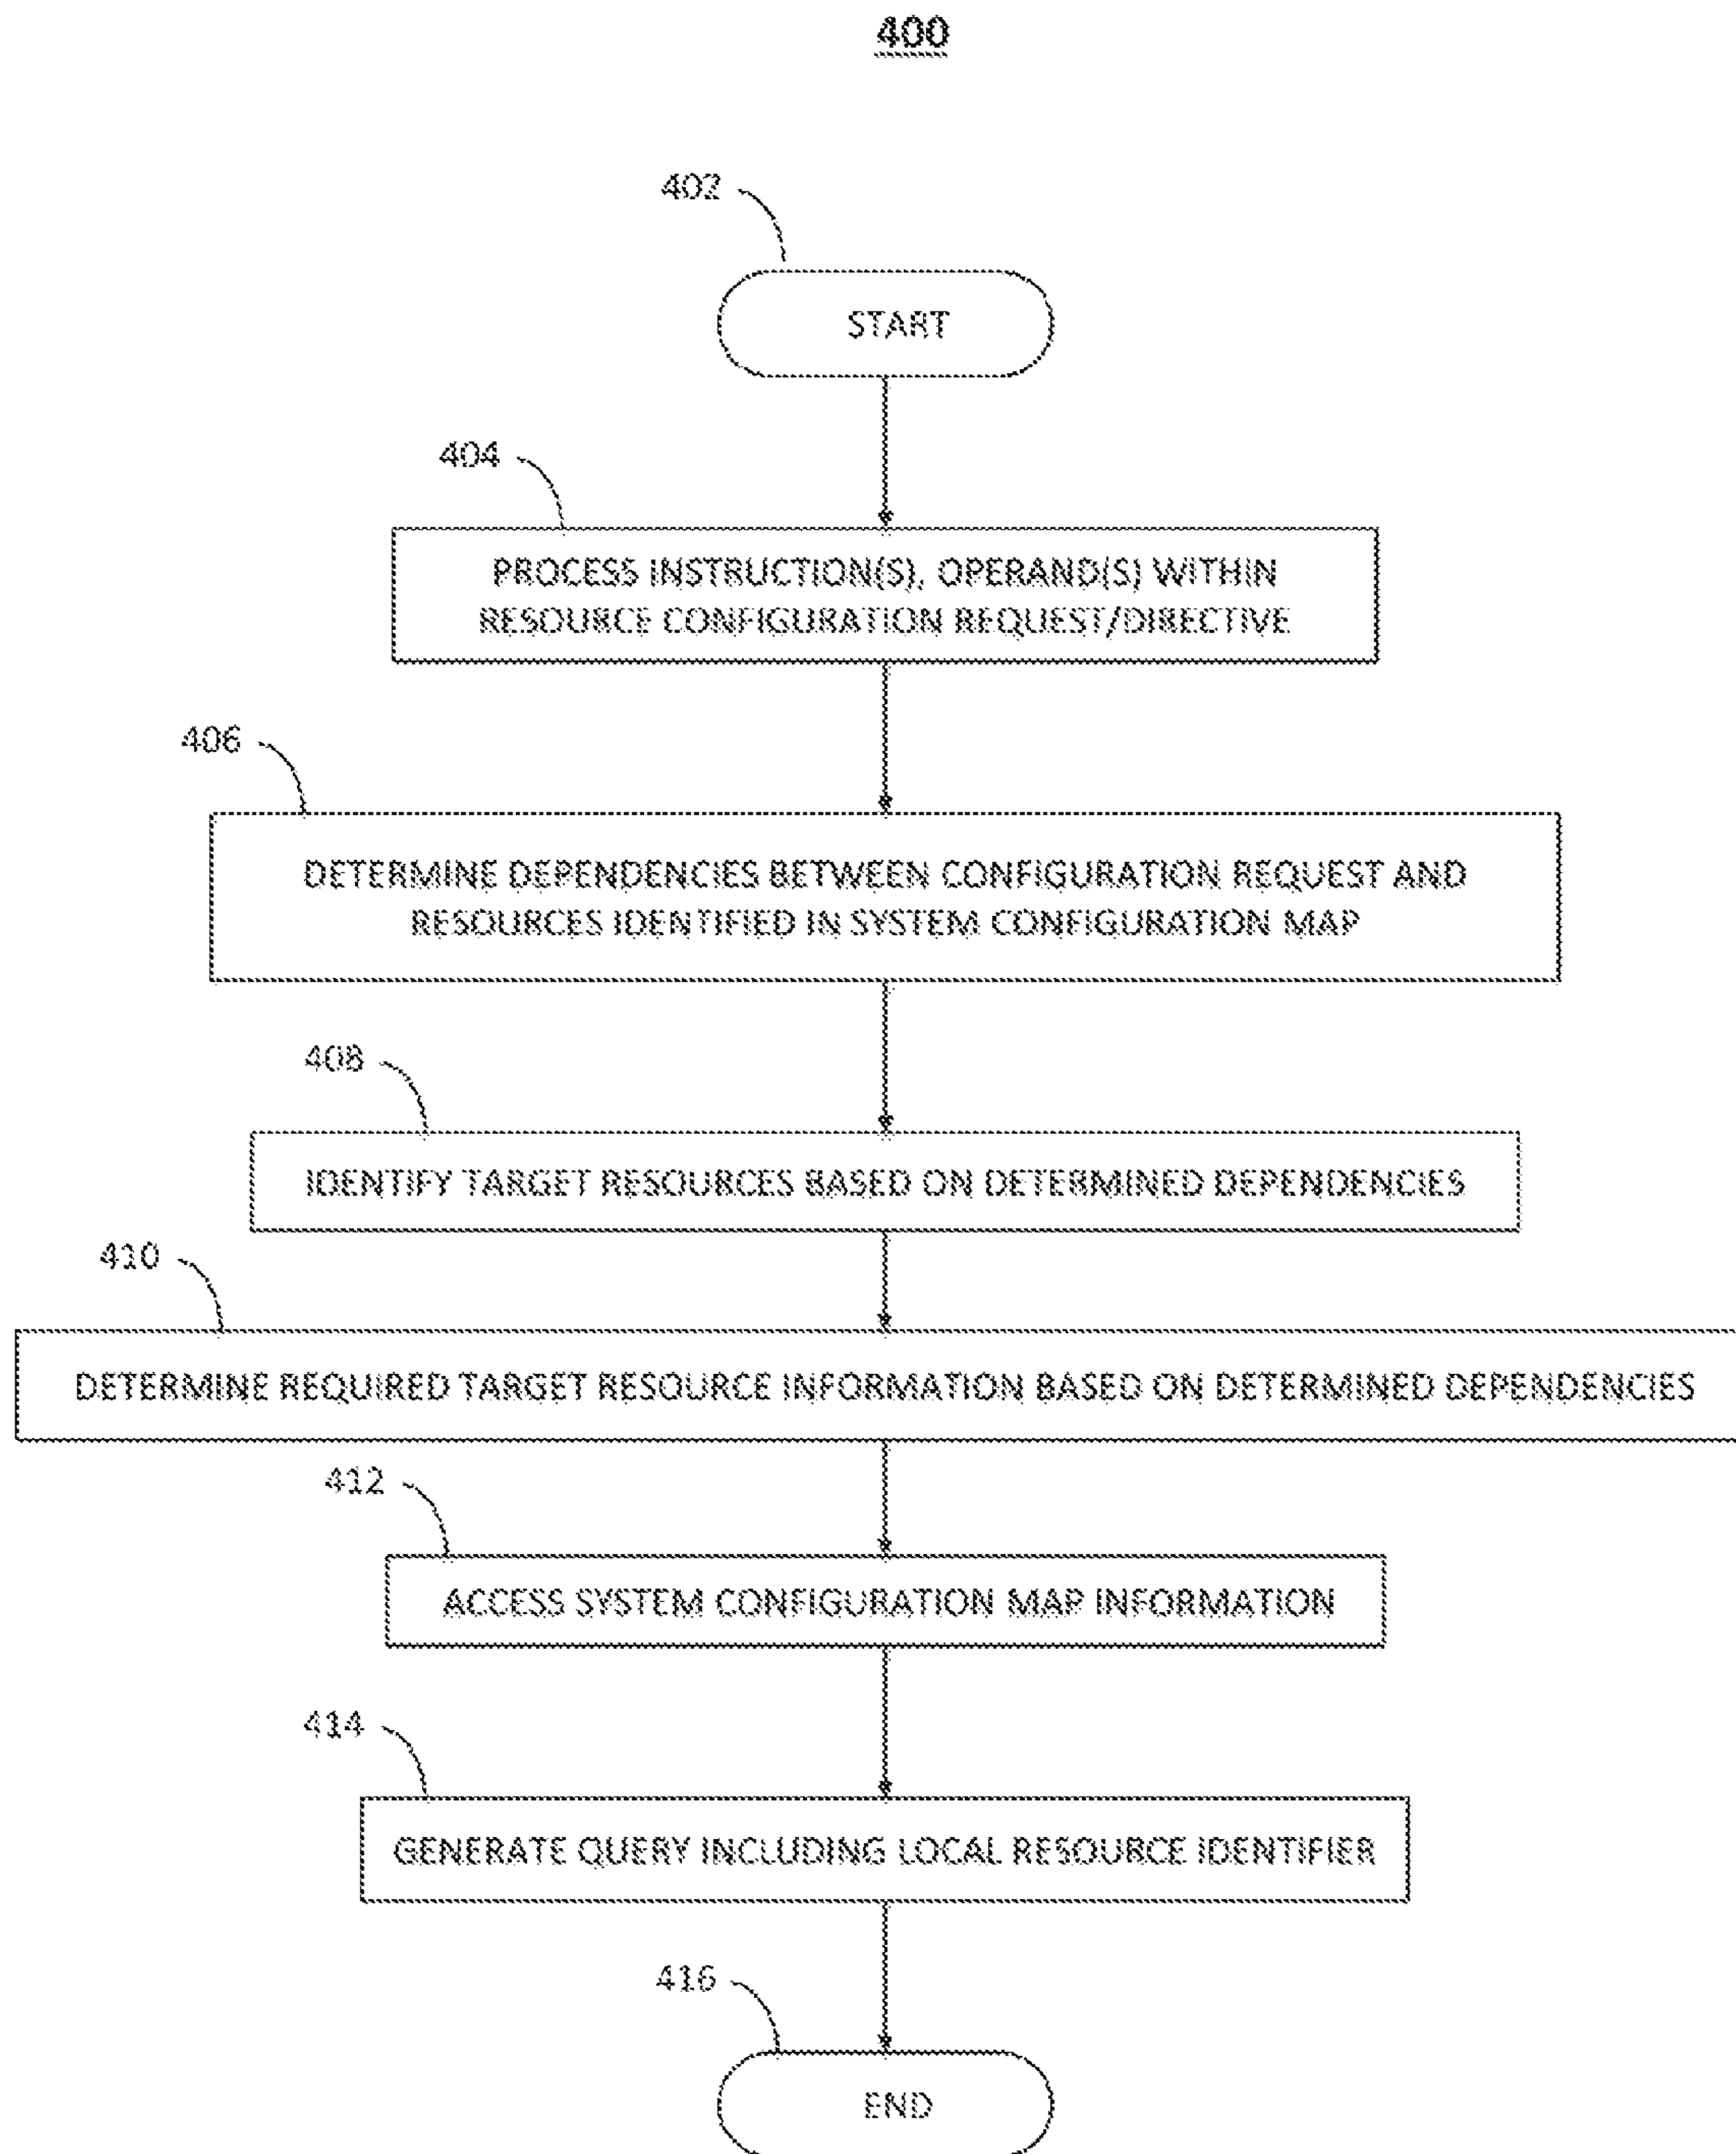 400
402
START
404
PROCESS INSTRUCTION(S), OPERAND(S) WITHIN
RESOURCE CONFIGURATION REQUEST/DIRECTIVE
406
DETERMINE DEPENDENCIES BETWEEN CONFIGURATION REQUEST AND
RESOURCES IDENTIFIED IN SYSTEM CONFIGURATION MAP
408
IDENTIFY TARGET RESOURCES BASED ON DETERMINED DEPENDENCIES
410
DETERMINE REQUIRED TARGET RESOURCE INFORMATION BASED ON DETERMINED DEPENDENCIES
412
ACCESS SYSTEM CONFIGURATION MAP INFORMATION
414
GENERATE QUERY INCLUDING LOCAL RESOURCE IDENTIFIER
416
END